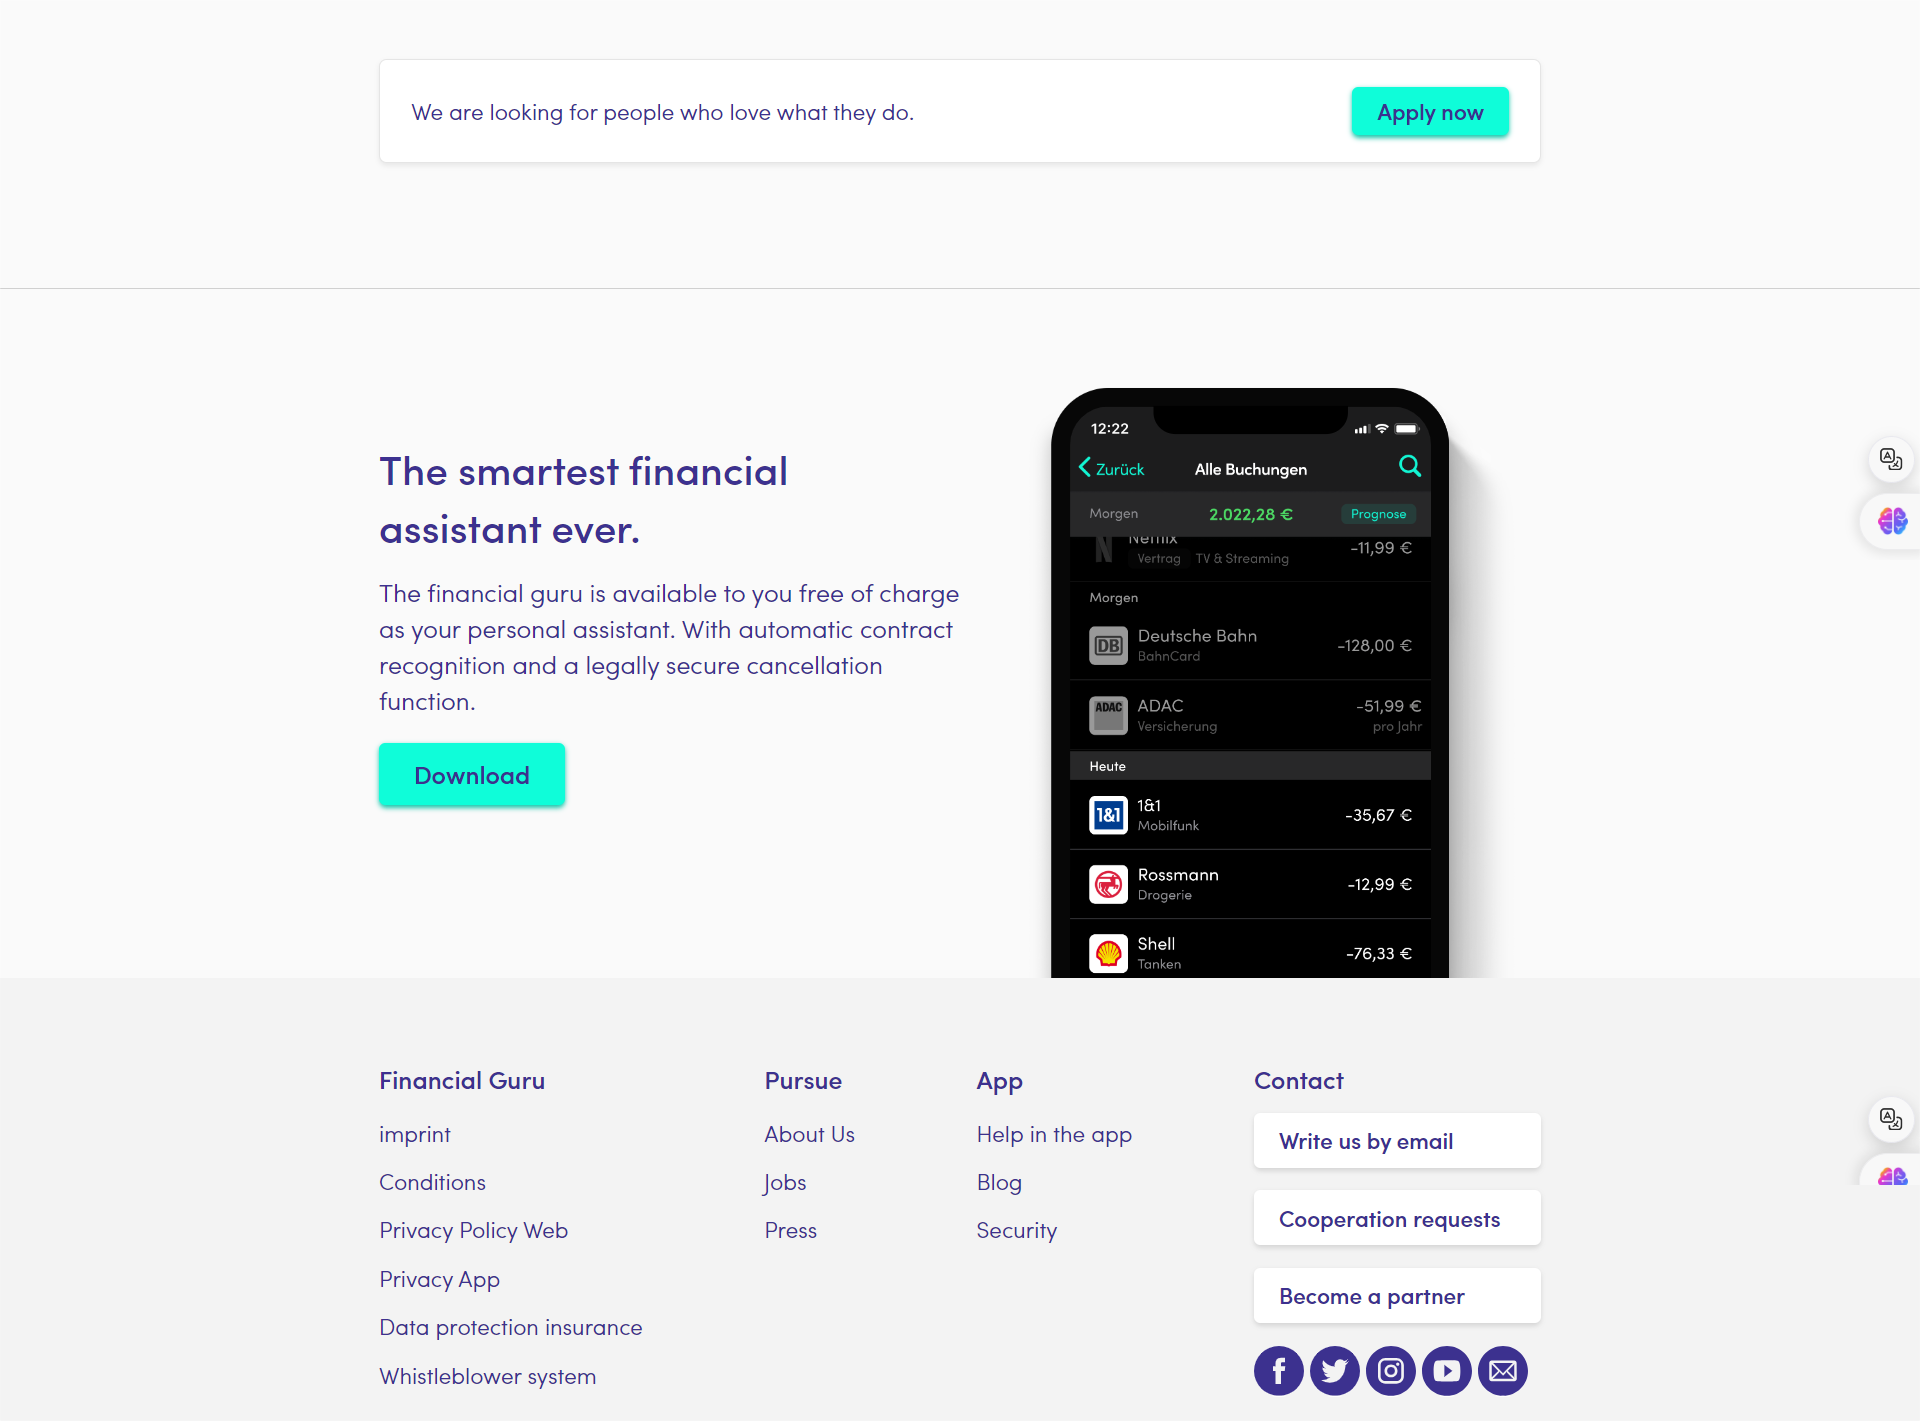 We are looking for people who love what they do.
Apply now
The smartest financial
assistant ever.
The financial guru is available to you free of charge
as your personal assistant. With automatic contract
recognition and a legally secure cancellation
function.
Download
12:22
Zurück
Alle Buchungen
Morgen
2.022,28 €
Prognose
Netflix
-11,99 €
Vertrag
TV & Streaming
Morgen
DB
Deutsche Bahn
BahnCard
-128,00 €
ADAC
ADAC
Versicherung
-51,99 €
pro Jahr
Heute
1&1
1&1
Mobilfunk
-35,67 €
Rossmann
Drogerie
-12,99 €
Shell
Tanken
-76,33 €
Financial Guru
imprint
Conditions
Privacy Policy Web
Privacy App
Data protection insurance
Whistleblower system
Pursue
About Us
Jobs
Press
App
Help in the app
Blog
Security
Contact
Write us by email
Cooperation requests
Become a partner